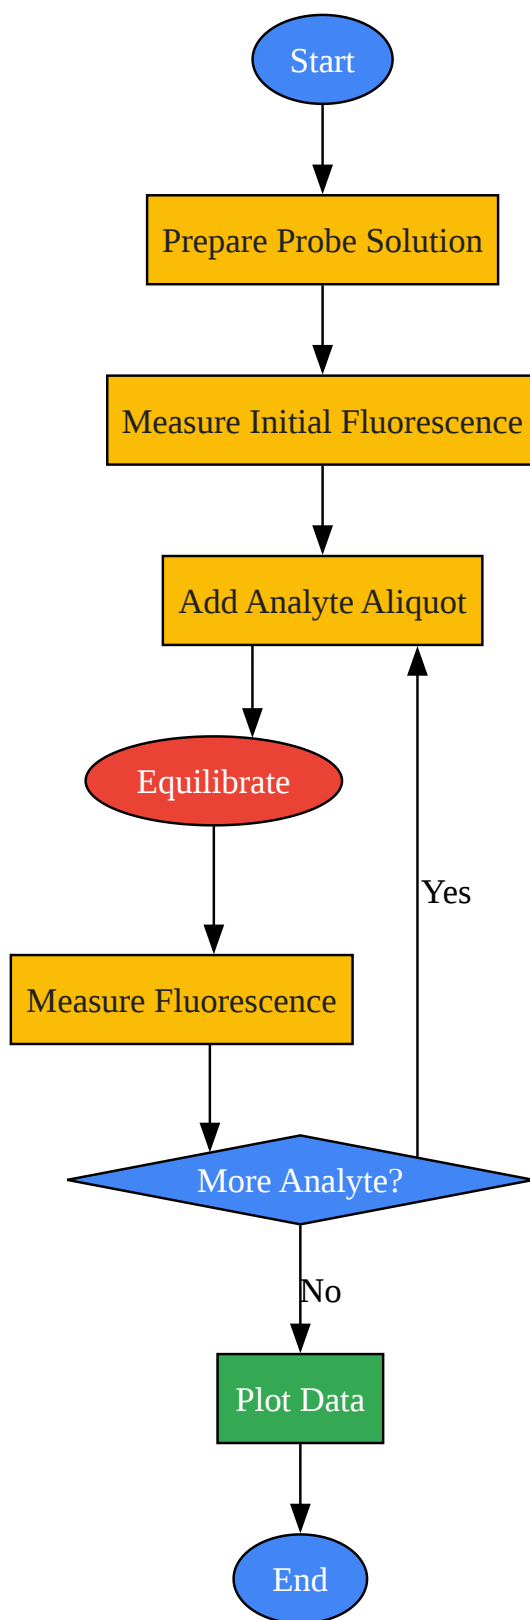 Start
Prepare Probe Solution
Measure Initial Fluorescence
Add Analyte Aliquot
Equilibrate
Yes
Measure Fluorescence
More Analyte?
No
Plot Data
End